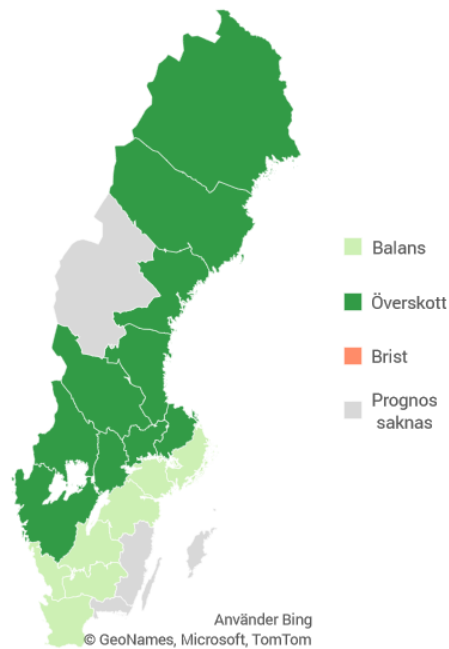 Balans
Överskott
Brist
Prognos
saknas
Använder Bing
© GeoNames, Microsoft, TomTom